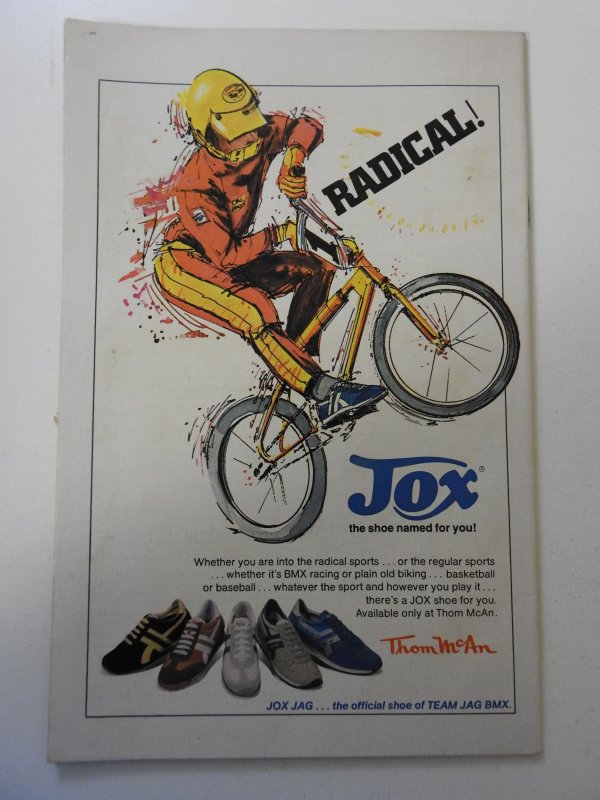 RADICAL!
1
Jox®
the shoe named for you!
Whether you are into the radical sports . . . or the regular sports
. . . whether it's BMX racing or plain old biking . . . basketball
or baseball . . . whatever the sport and however you play it . . .
there's a JOX shoe for you.
Available only at Thom McAn.
Thom McAn
JOX JAG . . . the official shoe of TEAM JAG BMX.